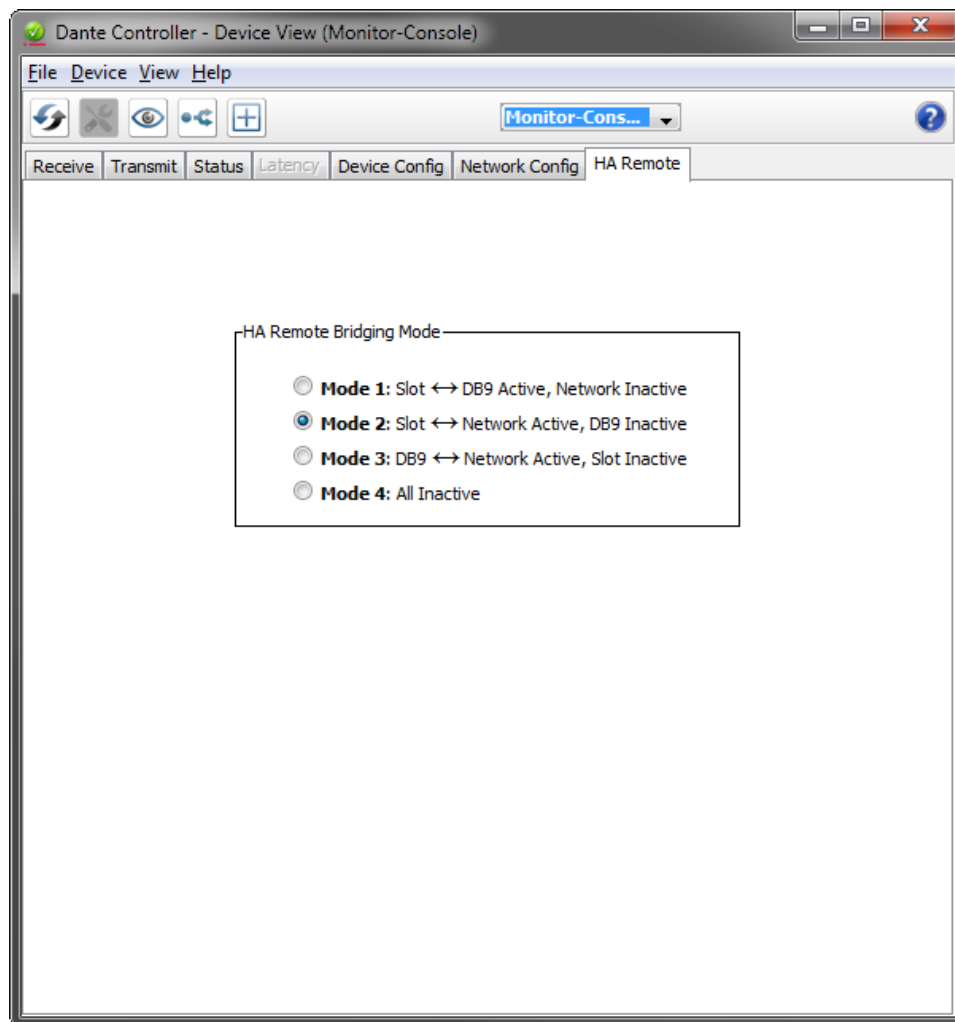 Dante Controller - Device View (Monitor-Console)
File Device View Help
Monitor-Cons...
Receive Transmit Status Latency Device Config Network Config HA Remote
HA Remote Bridging Mode
Mode 1: Slot ↔ DB9 Active, Network Inactive
Mode 2: Slot ↔ Network Active, DB9 Inactive
Mode 3: DB9 ↔ Network Active, Slot Inactive
Mode 4: All Inactive